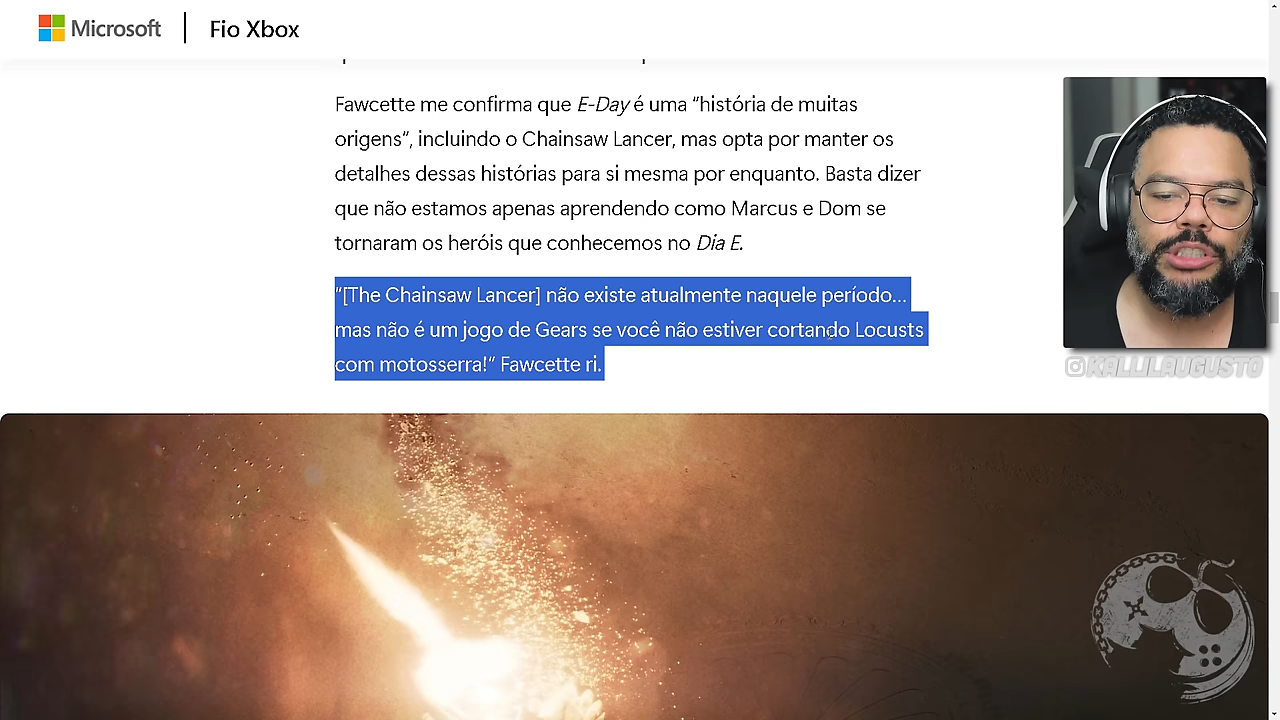 Microsoft
Fio Xbox
Fawcette me confirma que E-Day é uma “história de muitas
origens”, incluindo o Chainsaw Lancer, mas opta por manter os
detalhes dessas histórias para si mesma por enquanto. Basta dizer
que não estamos apenas aprendendo como Marcus e Dom se
tornaram os heróis que conhecemos no Dia E.
“[The Chainsaw Lancer] não existe atualmente naquele período…
mas não é um jogo de Gears se você não estiver cortando Locusts
com motosserra!” Fawcette ri.
@KALLILAUGUSTO